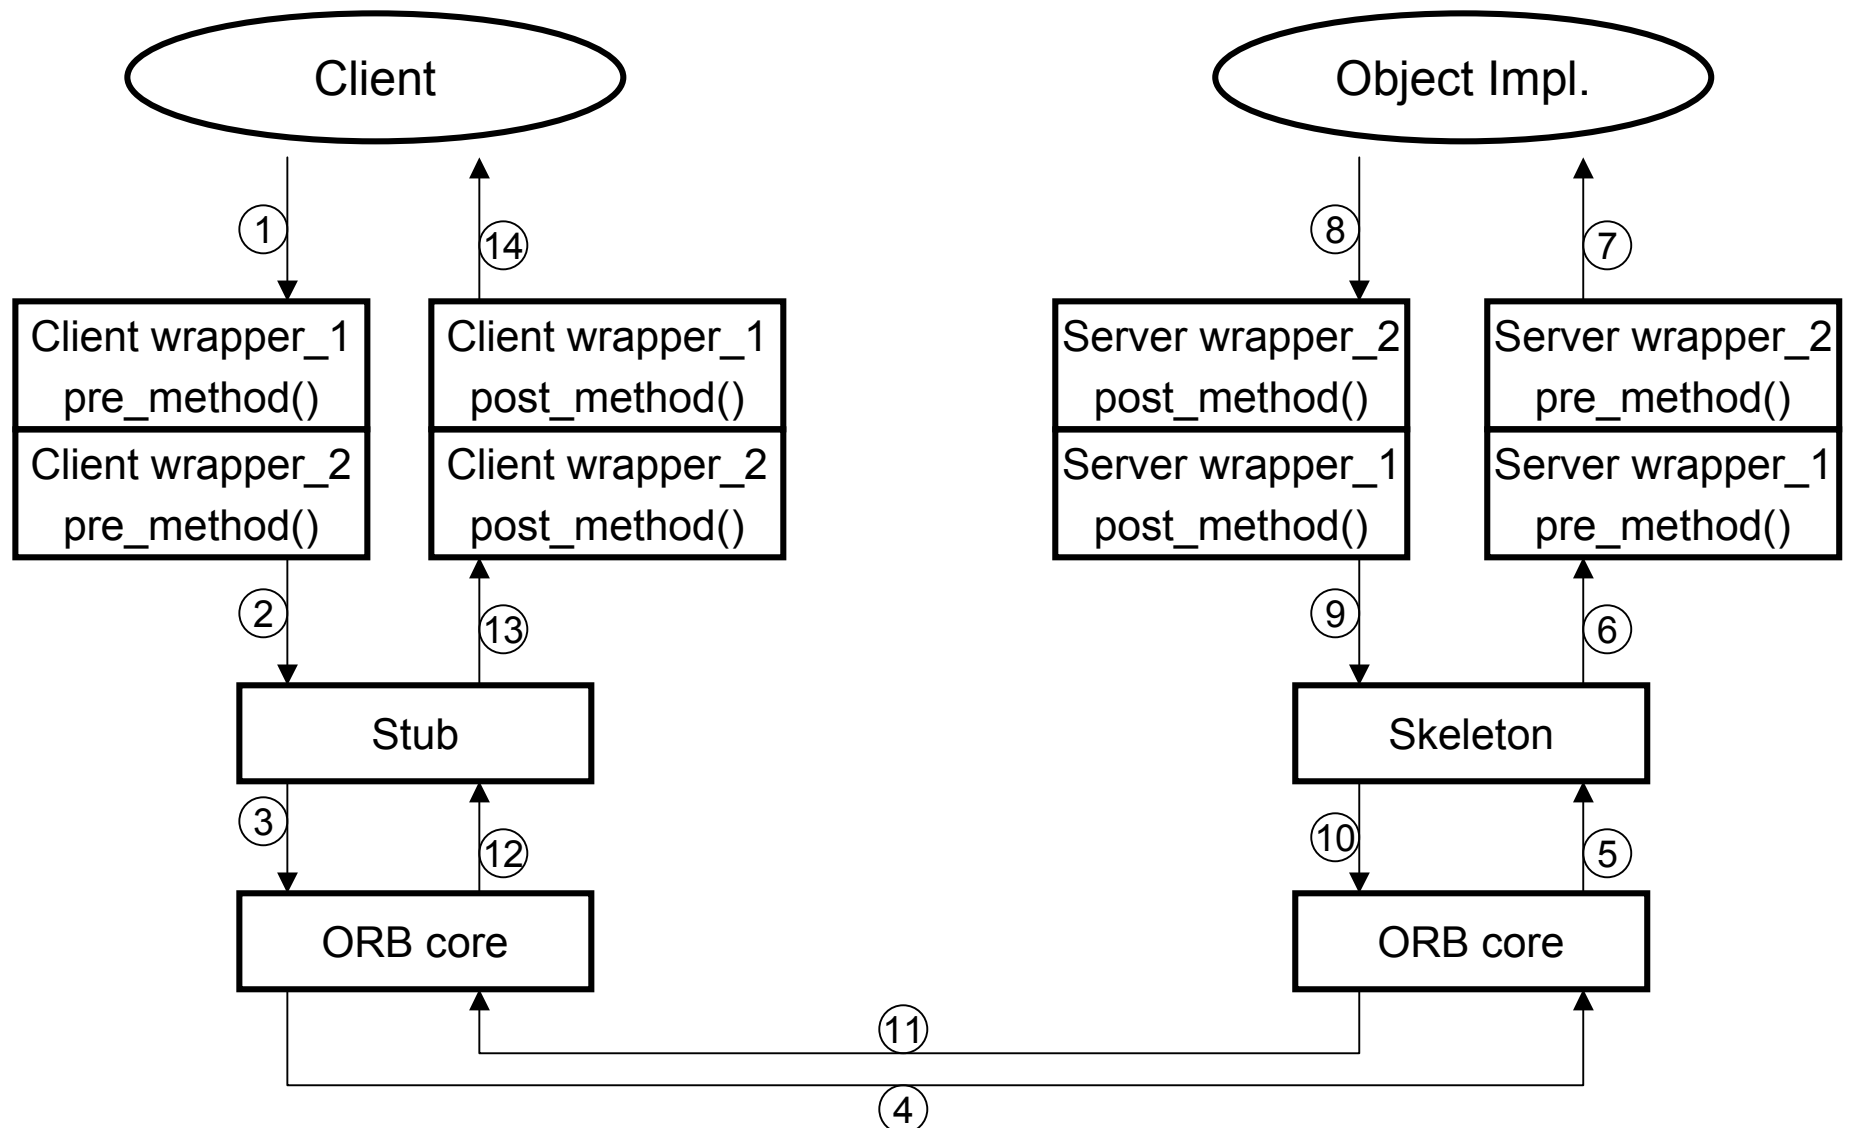 Client
Object Impl.
1
14
8
7
Client wrapper_1
pre_method()
Client wrapper_2
pre_method()
Client wrapper_1
post_method()
Client wrapper_2
post_method()
Server wrapper_2
post_method()
Server wrapper_1
post_method()
Server wrapper_2
pre_method()
Server wrapper_1
pre_method()
2
13
9
6
Stub
Skeleton
3
12
10
5
ORB core
ORB core
11
4